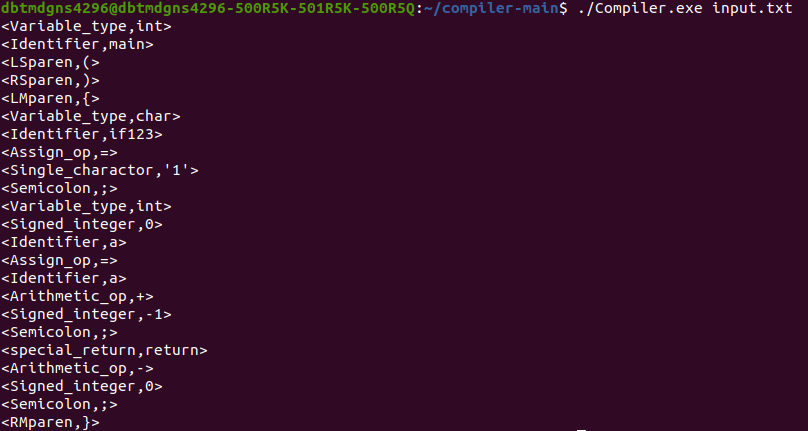 dbtmdgns4296@dbtmdgns4296-500R5K-501R5K-500R5Q:~/compiler-main$ ./Compiler.exe input.txt
<Variable_type,int>
<Identifier,main>
<LSparen,(>
<RSparen,)>
<LMparen,{>
<Variable_type,char>
<Identifier,if123>
<Assign_op,=>
<Single_charactor,'1'>
<Semicolon,;>
<Variable_type,int>
<Signed_integer,0>
<Identifier,a>
<Assign_op,=>
<Identifier,a>
<Arithmetic_op,+>
<Signed_integer,-1>
<Semicolon,;>
<special_return,return>
<Arithmetic_op,->
<Signed_integer,0>
<Semicolon,;>
<RMparen,}>